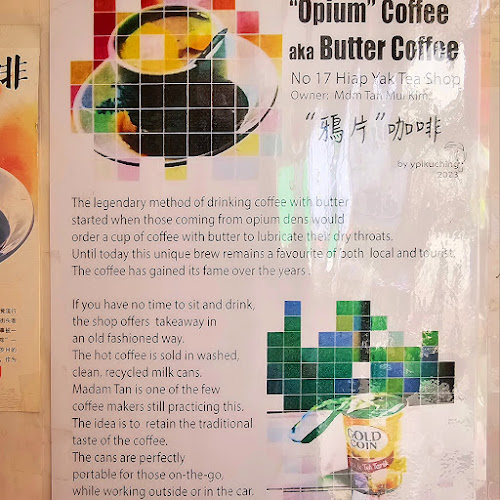 "Opium" Coffee
aka Butter Coffee
No 17 Hiap Yak Tea Shop
Owner: Mdm Tan Mui Kim
"鴉片"咖啡
by ypikuching
2023
The legendary method of drinking coffee with butter
started when those coming from opium dens would
order a cup of coffee with butter to lubricate their dry throats.
Until today this unique brew remains a favourite of both local and tourist.
The coffee has gained its fame over the years .
If you have no time to sit and drink,
the shop offers takeaway in
an old fashioned way.
The hot coffee is sold in washed,
clean, recycled milk cans.
Madam Tan is one of the few
coffee makers still practicing this.
The idea is to retain the traditional
taste of the coffee.
The cans are perfectly
portable for those on-the-go,
while working outside or in the car.
GOLD
COIN
Teh Tarik
啡